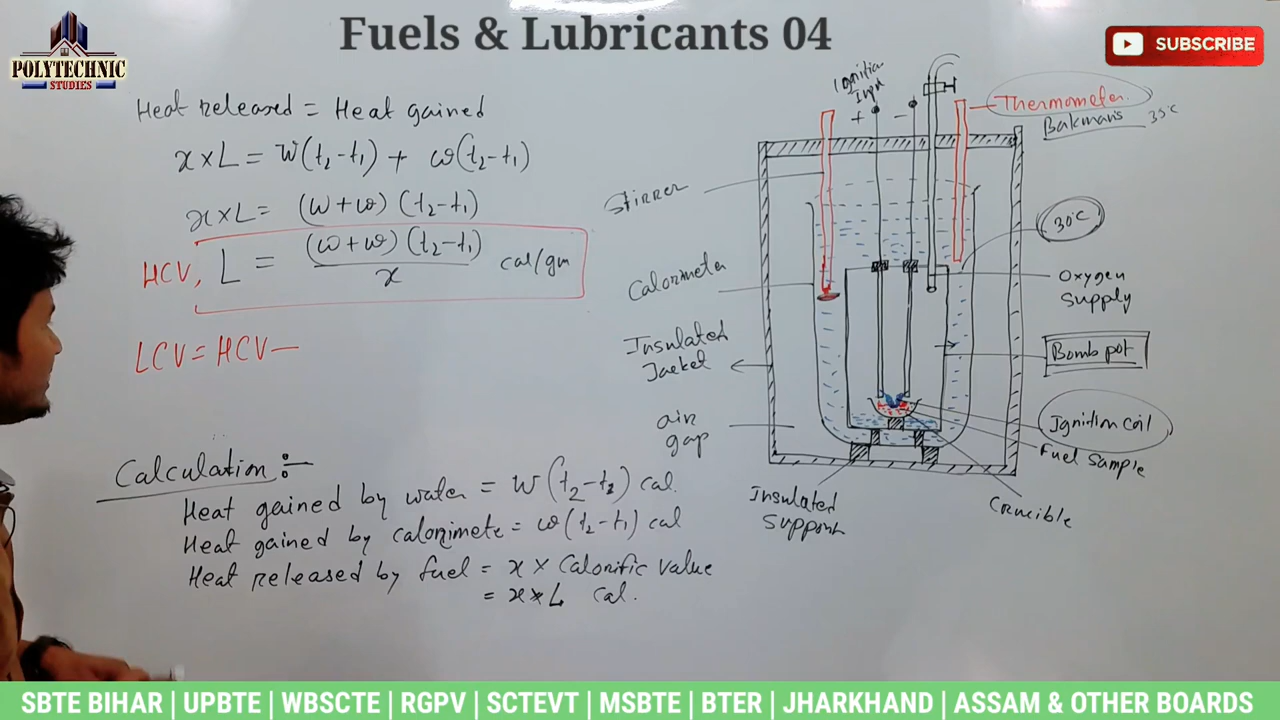 Fuels & Lubricants 04
POLYTECHNIC
STUDIES
SUBSCRIBE
Heat released = Heat gained
x × L = W(t₂-t₁) + w(t₂-t₁)
x × L = (W+w) (t₂-t₁)
HCV, L = (W+w) (t₂-t₁) / x cal/gm
LCV = HCV —
Calculation :-
Heat gained by water = W (t₂-t₂) cal.
Heat gained by calorimete = w (t₂-t₁) cal
Heat released by fuel = x × Calorific value
= x × L cal.
Ignition
Input
+ −
Thermometer
Bakman's 35°C
Stirrer
30°C
Calorimeter
Oxygen
Supply
Insulated
Jacket
Bomb pot
air
gap
Ignition coil
Fuel Sample
Crucible
Insulated
Support
SBTE BIHAR | UPBTE | WBSCTE | RGPV | SCTEVT | MSBTE | BTER | JHARKHAND | ASSAM & OTHER BOARDS